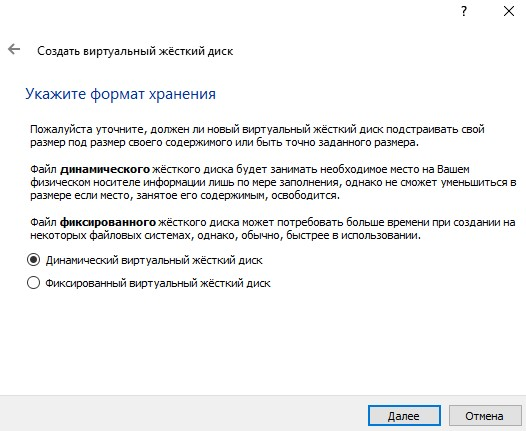 ?
Создать виртуальный жёсткий диск
Укажите формат хранения
Пожалуйста уточните, должен ли новый виртуальный жёсткий диск подстраивать свой
размер под размер своего содержимого или быть точно заданного размера.
Файл динамического жёсткого диска будет занимать необходимое место на Вашем
физическом носителе информации лишь по мере заполнения, однако не сможет уменьшиться в
размере если место, занятое его содержимым, освободится.
Файл фиксированного жёсткого диска может потребовать больше времени при создании на
некоторых файловых системах, однако, обычно, быстрее в использовании.
Динамический виртуальный жёсткий диск
Фиксированный виртуальный жёсткий диск
Далее
Отмена